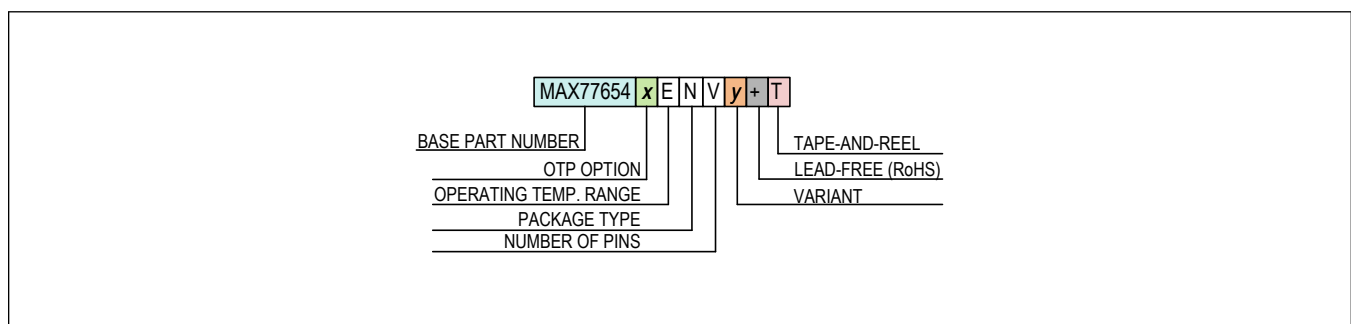 MAX77654 x E N V y + T
BASE PART NUMBER
OTP OPTION
OPERATING TEMP. RANGE
PACKAGE TYPE
NUMBER OF PINS
TAPE-AND-REEL
LEAD-FREE (RoHS)
VARIANT